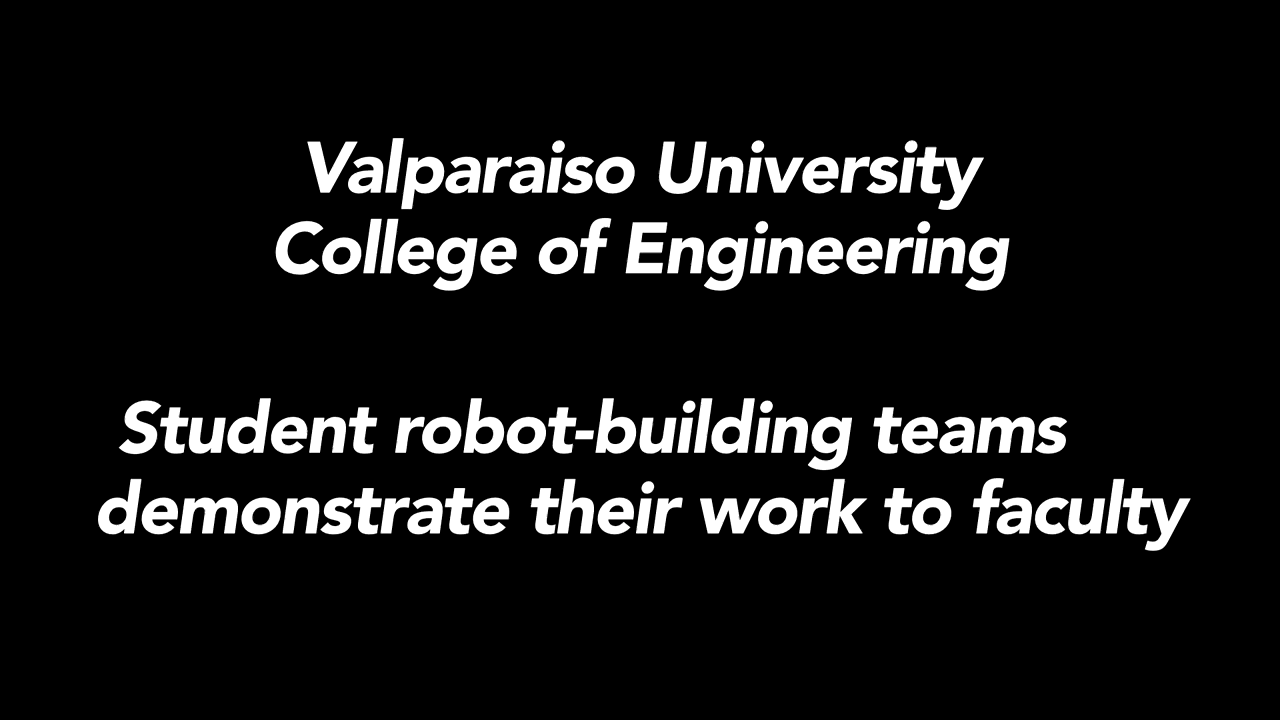 Valparaiso University
College of Engineering
Student robot-building teams
demonstrate their work to faculty